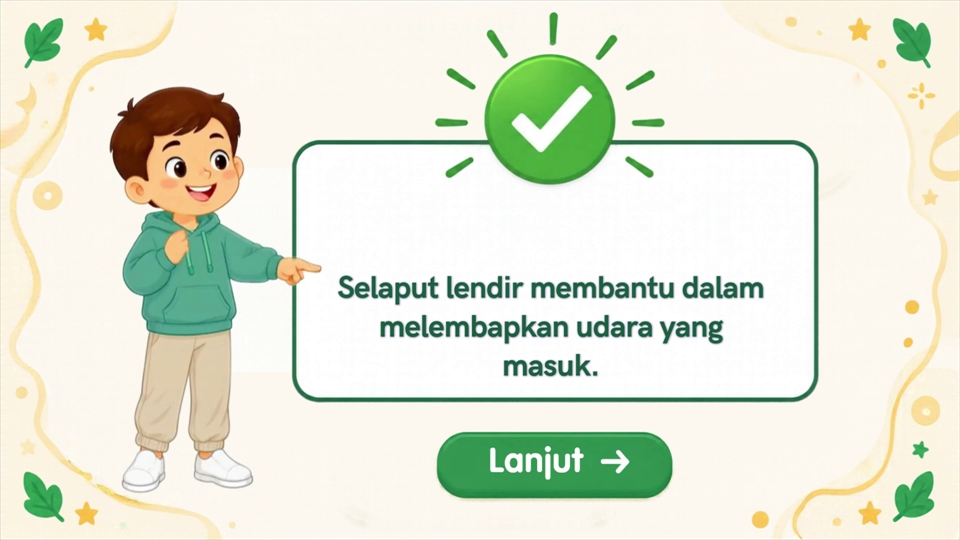 Selaput lendir membantu dalam
melembapkan udara yang
masuk.
Lanjut →